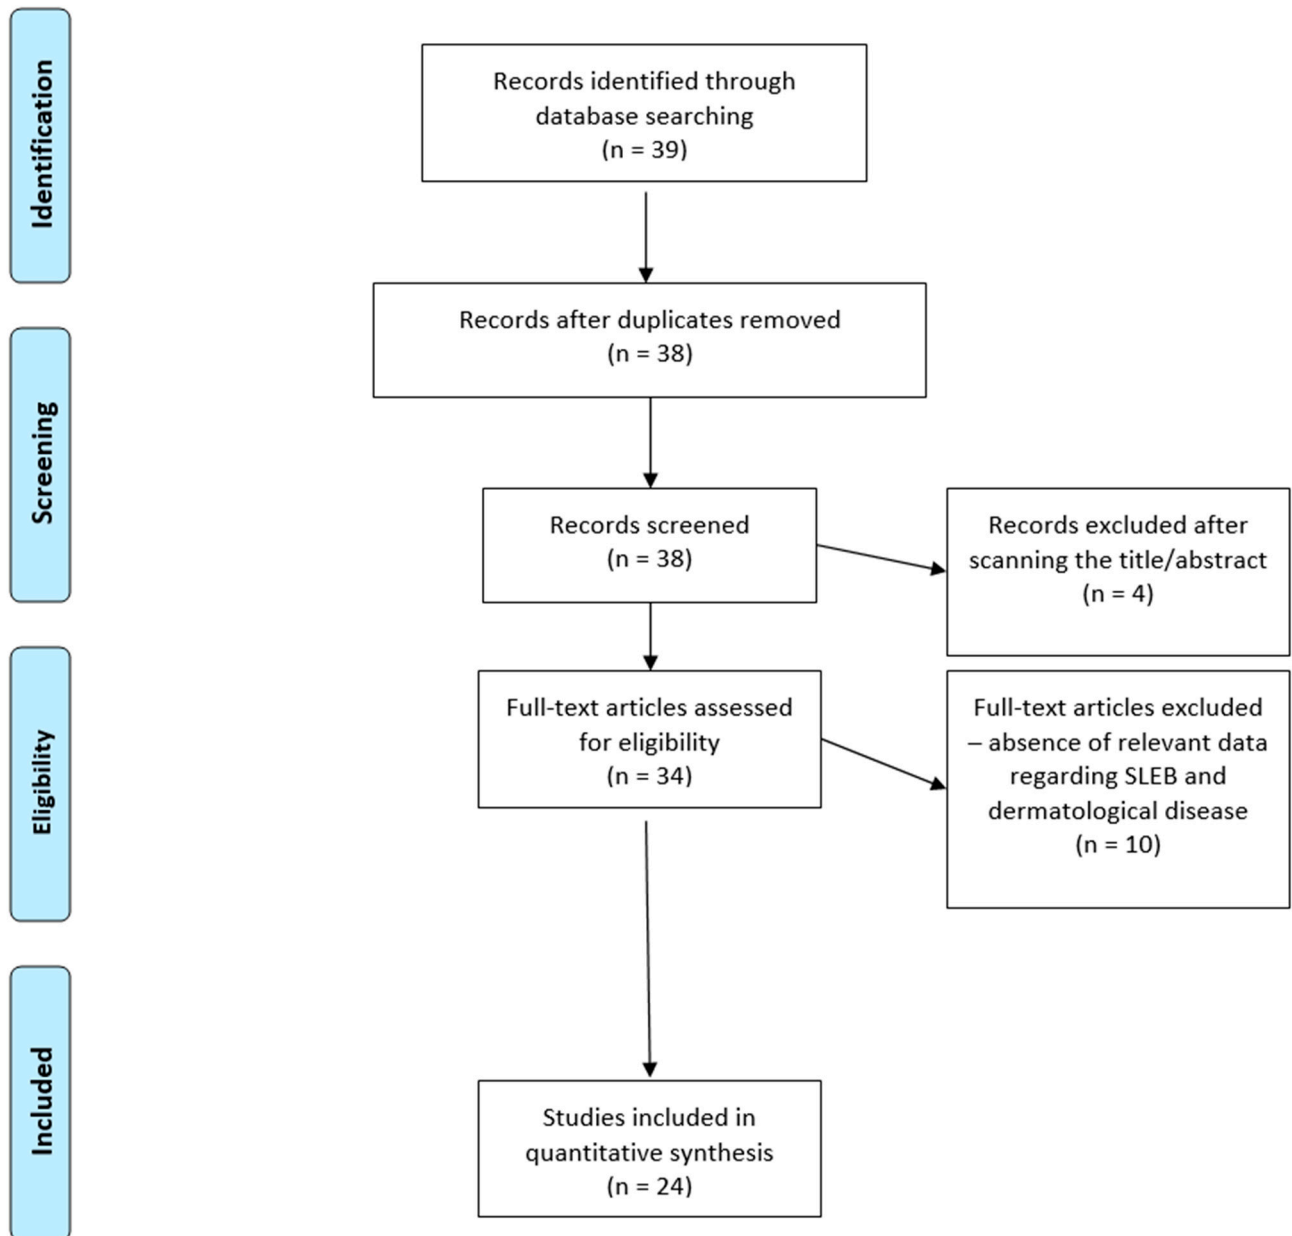 Identification
Records identified through
database searching
(n = 39)
Records after duplicates removed
(n = 38)
Screening
Records screened
(n = 38)
Records excluded after
scanning the title/abstract
(n = 4)
Eligibility
Full-text articles assessed
for eligibility
(n = 34)
Full-text articles excluded
– absence of relevant data
regarding SLEB and
dermatological disease
(n = 10)
Included
Studies included in
quantitative synthesis
(n = 24)